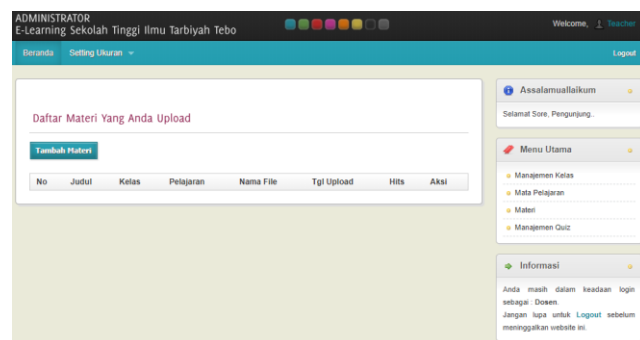 ADMINISTRATOR
E-Learning Sekolah Tinggi Ilmu Tarbiyah Tebo
Welcome, Teacher
Beranda Setting Ukuran
Logout
Daftar Materi Yang Anda Upload
Tambah Materi
No Judul Kelas Pelajaran Nama File Tgl Upload Hits Aksi
Assalamuallaikum
Selamat Sore, Pengunjung..
Menu Utama
Manajemen Kelas
Mata Pelajaran
Materi
Manajemen Quiz
Informasi
Anda masih dalam keadaan login
sebagai : Dosen.
Jangan lupa untuk Logout sebelum
meninggalkan website ini.